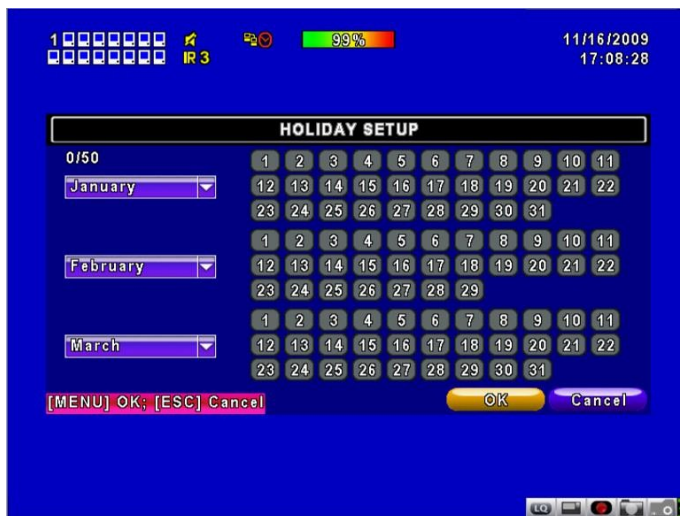 1
IR 3
99%
11/16/2009
17:08:28
HOLIDAY SETUP
0/50
January
1 2 3 4 5 6 7 8 9 10 11
12 13 14 15 16 17 18 19 20 21 22
23 24 25 26 27 28 29 30 31
February
1 2 3 4 5 6 7 8 9 10 11
12 13 14 15 16 17 18 19 20 21 22
23 24 25 26 27 28 29
March
1 2 3 4 5 6 7 8 9 10 11
12 13 14 15 16 17 18 19 20 21 22
23 24 25 26 27 28 29 30 31
[MENU] OK; [ESC] Cancel
OK
Cancel
LQ